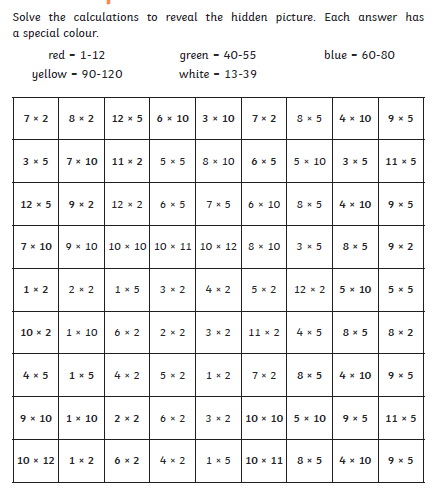 Solve the calculations to reveal the hidden picture. Each answer has
a special colour.
red - 1-12 green - 40-55 blue - 60-80
yellow - 90-120 white - 13-39
7 × 2 8 × 2 12 × 5 6 × 10 3 × 10 7 × 2 8 × 5 4 × 10 9 × 5
3 × 5 7 × 10 11 × 2 5 × 5 8 × 10 6 × 5 5 × 10 3 × 5 11 × 5
12 × 5 9 × 2 12 × 2 6 × 5 7 × 5 6 × 10 8 × 5 4 × 10 9 × 5
7 × 10 9 × 10 10 × 10 10 × 11 10 × 12 8 × 10 3 × 5 8 × 5 9 × 2
1 × 2 2 × 2 1 × 5 3 × 2 4 × 2 5 × 2 12 × 2 5 × 10 5 × 5
10 × 2 1 × 10 6 × 2 2 × 2 3 × 2 11 × 2 4 × 5 8 × 5 8 × 2
4 × 5 1 × 5 4 × 2 5 × 2 1 × 2 7 × 2 8 × 5 4 × 10 9 × 5
9 × 10 1 × 10 2 × 2 6 × 2 3 × 2 10 × 10 5 × 10 9 × 5 11 × 5
10 × 12 1 × 2 6 × 2 4 × 2 1 × 5 10 × 11 8 × 5 4 × 10 9 × 5